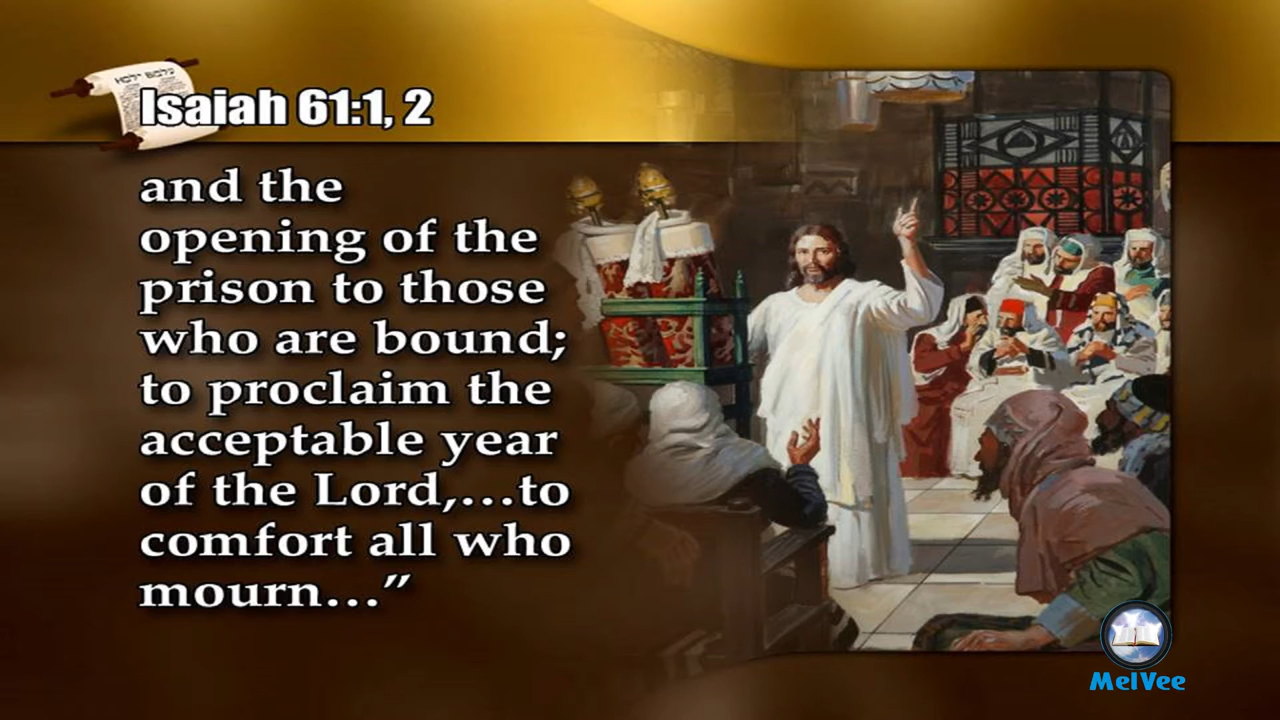 Isaiah 61:1, 2
and the
opening of the
prison to those
who are bound;
to proclaim the
acceptable year
of the Lord,...to
comfort all who
mourn...”
MelVee